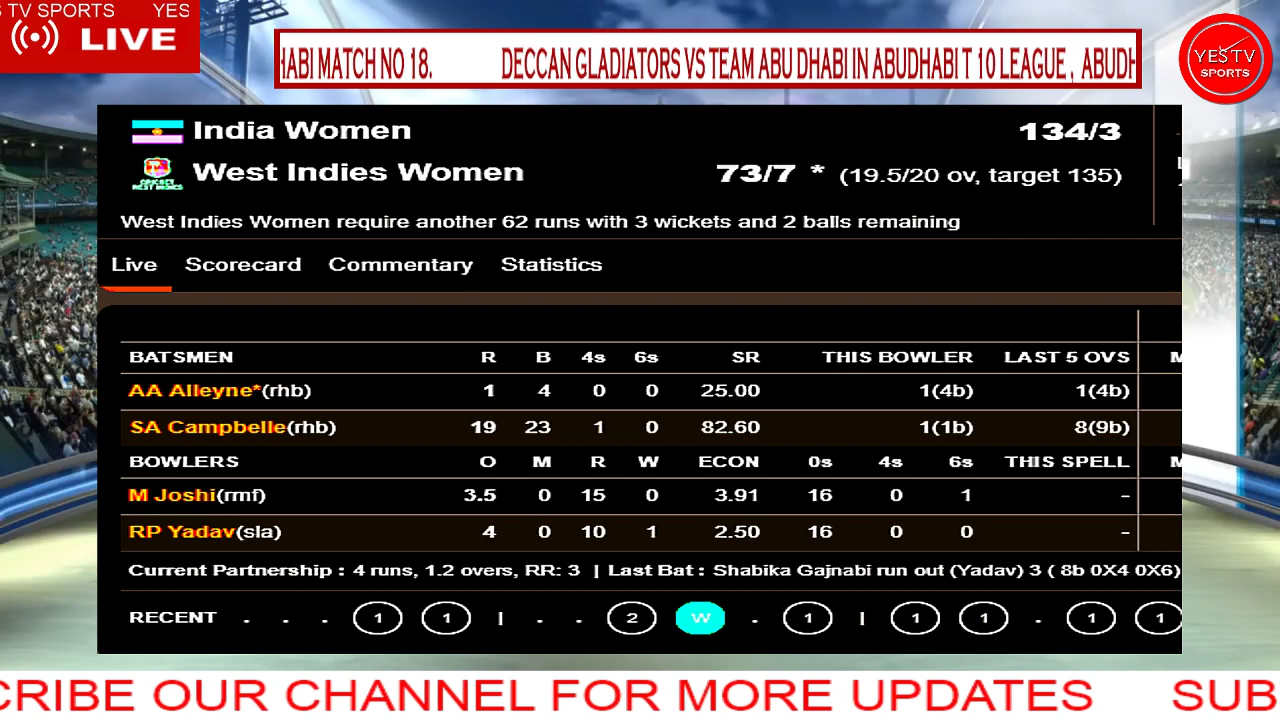 S TV SPORTS YES
LIVE
HABI MATCH NO 18. DECCAN GLADIATORS VS TEAM ABU DHABI IN ABUDHABI T 10 LEAGUE , ABUDH
YES TV
SPORTS
India Women 134/3
West Indies Women 73/7 * (19.5/20 ov, target 135)
West Indies Women require another 62 runs with 3 wickets and 2 balls remaining
Live Scorecard Commentary Statistics
BATSMEN R B 4s 6s SR THIS BOWLER LAST 5 OVS M
AA Alleyne*(rhb) 1 4 0 0 25.00 1(4b) 1(4b)
SA Campbelle(rhb) 19 23 1 0 82.60 1(1b) 8(9b)
BOWLERS O M R W ECON 0s 4s 6s THIS SPELL M
M Joshi(rmf) 3.5 0 15 0 3.91 16 0 1 -
RP Yadav(sla) 4 0 10 1 2.50 16 0 0 -
Current Partnership : 4 runs, 1.2 overs, RR: 3 | Last Bat : Shabika Gajnabi run out (Yadav) 3 ( 8b 0X4 0X6)
RECENT . . . 1 1 | . . 2 W . 1 | 1 1 . 1 1
CRIBE OUR CHANNEL FOR MORE UPDATES SUB